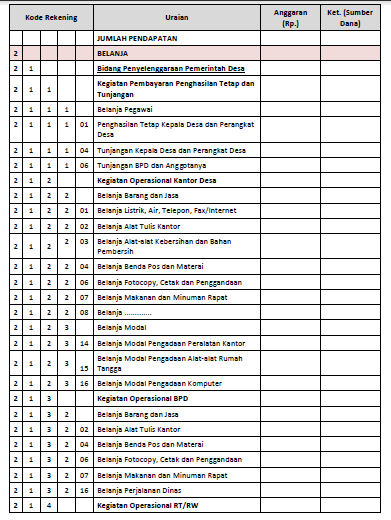 Kode Rekening Uraian Anggaran (Rp.) Ket. (Sumber Dana)
JUMLAH PENDAPATAN
2 BELANJA
2 1 Bidang Penyelenggaraan Pemerintah Desa
2 1 1 Kegiatan Pembayaran Penghasilan Tetap dan
Tunjangan
2 1 1 1 Belanja Pegawai
2 1 1 1 01 Penghasilan Tetap Kepala Desa dan Perangkat
Desa
2 1 1 1 04 Tunjangan Kepala Desa dan Perangkat Desa
2 1 1 1 06 Tunjangan BPD dan Anggotanya
2 1 2 Kegiatan Operasional Kantor Desa
2 1 2 2 Belanja Barang dan Jasa
2 1 2 2 01 Belanja Listrik, Air, Telepon, Fax/Internet
2 1 2 2 02 Belanja Alat Tulis Kantor
2 1 2 2 03 Belanja Alat-alat Kebersihan dan Bahan
Pembersih
2 1 2 2 04 Belanja Benda Pos dan Materai
2 1 2 2 06 Belanja Fotocopy, Cetak dan Penggandaan
2 1 2 2 07 Belanja Makanan dan Minuman Rapat
2 1 2 2 08 Belanja .............
2 1 2 3 Belanja Modal
2 1 2 3 14 Belanja Modal Pengadaan Peralatan Kantor
2 1 2 3 15 Belanja Modal Pengadaan Alat-alat Rumah
Tangga
2 1 2 3 16 Belanja Modal Pengadaan Komputer
2 1 3 Kegiatan Operasional BPD
2 1 3 2 Belanja Barang dan Jasa
2 1 3 2 02 Belanja Alat Tulis Kantor
2 1 3 2 04 Belanja Benda Pos dan Materai
2 1 3 2 06 Belanja Fotocopy, Cetak dan Penggandaan
2 1 3 2 07 Belanja Makanan dan Minuman Rapat
2 1 3 2 16 Belanja Perjalanan Dinas
2 1 4 Kegiatan Operasional RT/RW